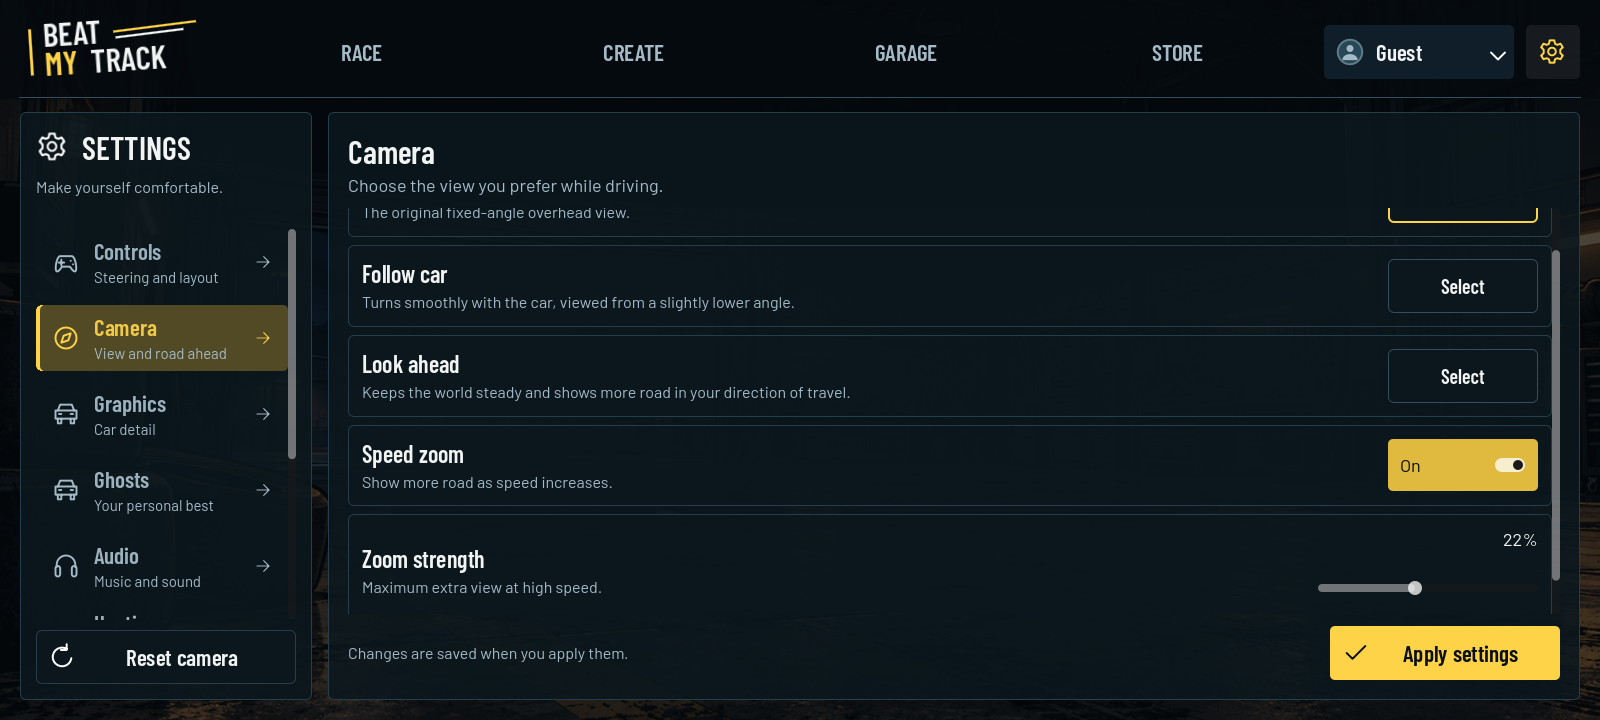 BEAT
MY TRACK
RACE
CREATE
GARAGE
STORE
Guest
SETTINGS
Make yourself comfortable.
Controls
Steering and layout
Camera
View and road ahead
Graphics
Car detail
Ghosts
Your personal best
Audio
Music and sound
Reset camera
Camera
Choose the view you prefer while driving.
The original fixed-angle overhead view.
Follow car
Turns smoothly with the car, viewed from a slightly lower angle.
Select
Look ahead
Keeps the world steady and shows more road in your direction of travel.
Select
Speed zoom
Show more road as speed increases.
On
Zoom strength
Maximum extra view at high speed.
22%
Changes are saved when you apply them.
Apply settings